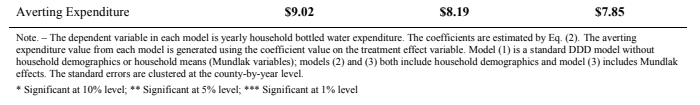 Averting Expenditure $9.02 $8.19 $7.85
Note. – The dependent variable in each model is yearly household bottled water expenditure. The coefficients are estimated by Eq. (2). The averting
expenditure value from each model is generated using the coefficient value on the treatment effect variable. Model (1) is a standard DDD model without
household demographics or household means (Mundlak variables); models (2) and (3) both include household demographics and model (3) includes Mundlak
effects. The standard errors are clustered at the county-by-year level.
* Significant at 10% level; ** Significant at 5% level; *** Significant at 1% level